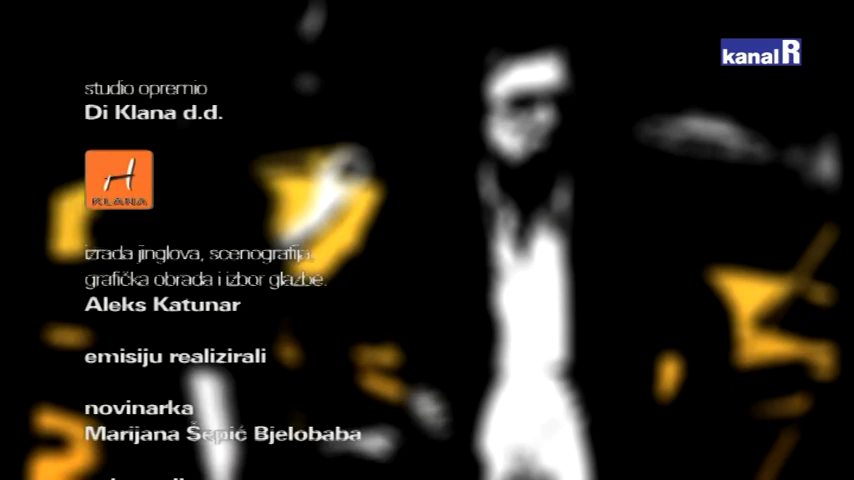 kanal R
studio opremio
Di Klana d.d.
KLANA
izrada jinglova, scenografija,
grafička obrada i izbor glazbe:
Aleks Katunar
emisiju realizirali
novinarka
Marijana Šepić Bjelobaba